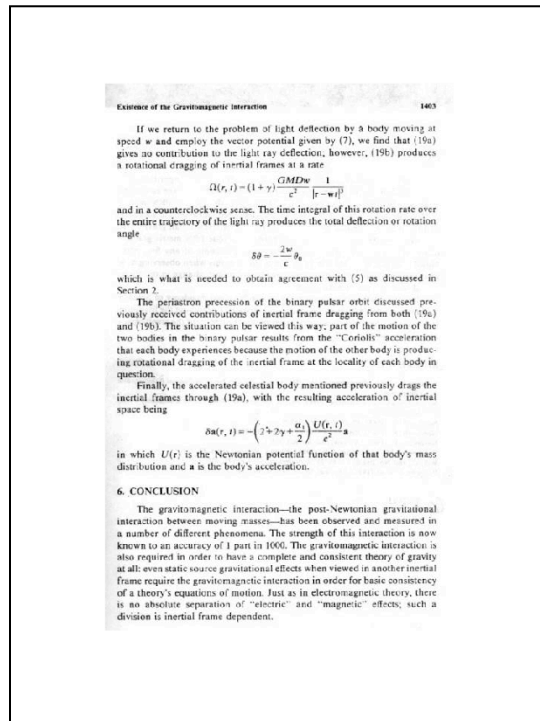 Existence of the Gravitomagnetic Interaction 1403
If we return to the problem of light deflection by a body moving at
speed w and employ the vector potential given by (7), we find that (19a)
gives no contribution to the light ray deflection; however, (19b) produces
a rotational dragging of inertial frames at a rate
Ω(r, t) = (1 + γ) GMDw/c² 1/|r − wt|³
and in a counterclockwise sense. The time integral of this rotation rate over
the entire trajectory of the light ray produces the total deflection or rotation
angle
δθ = − 2w/c θ₀
which is what is needed to obtain agreement with (5) as discussed in
Section 2.
The periastron precession of the binary pulsar orbit discussed pre-
viously received contributions of inertial frame dragging from both (19a)
and (19b). The situation can be viewed this way; part of the motion of the
two bodies in the binary pulsar results from the "Coriolis" acceleration
that each body experiences because the motion of the other body is produc-
ing rotational dragging of the inertial frame at the locality of each body in
question.
Finally, the accelerated celestial body mentioned previously drags the
inertial frames through (19a), with the resulting acceleration of inertial
space being
δa(r, t) = −(2 + 2γ + α₁/2) U(r, t)/c² a
in which U(r) is the Newtonian potential function of that body's mass
distribution and a is the body's acceleration.
6. CONCLUSION
The gravitomagnetic interaction—the post-Newtonian gravitational
interaction between moving masses—has been observed and measured in
a number of different phenomena. The strength of this interaction is now
known to an accuracy of 1 part in 1000. The gravitomagnetic interaction is
also required in order to have a complete and consistent theory of gravity
at all: even static source gravitational effects when viewed in another inertial
frame require the gravitomagnetic interaction in order for basic consistency
of a theory's equations of motion. Just as in electromagnetic theory, there
is no absolute separation of "electric" and "magnetic" effects; such a
division is inertial frame dependent.